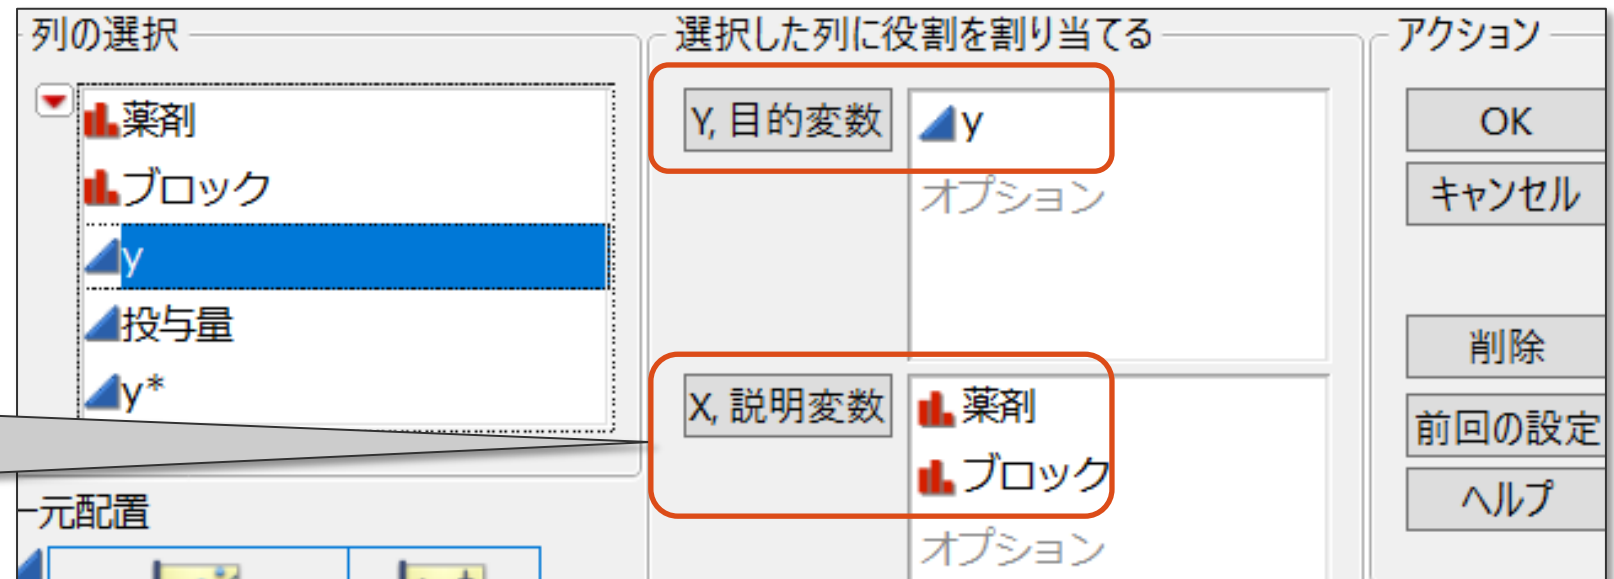 列の選択
薬剤
ブロック
y
投与量
y*
一元配置
選択した列に役割を割り当てる
Y, 目的変数
y
オプション
X, 説明変数
薬剤
ブロック
オプション
アクション
OK
キャンセル
削除
前回の設定
ヘルプ